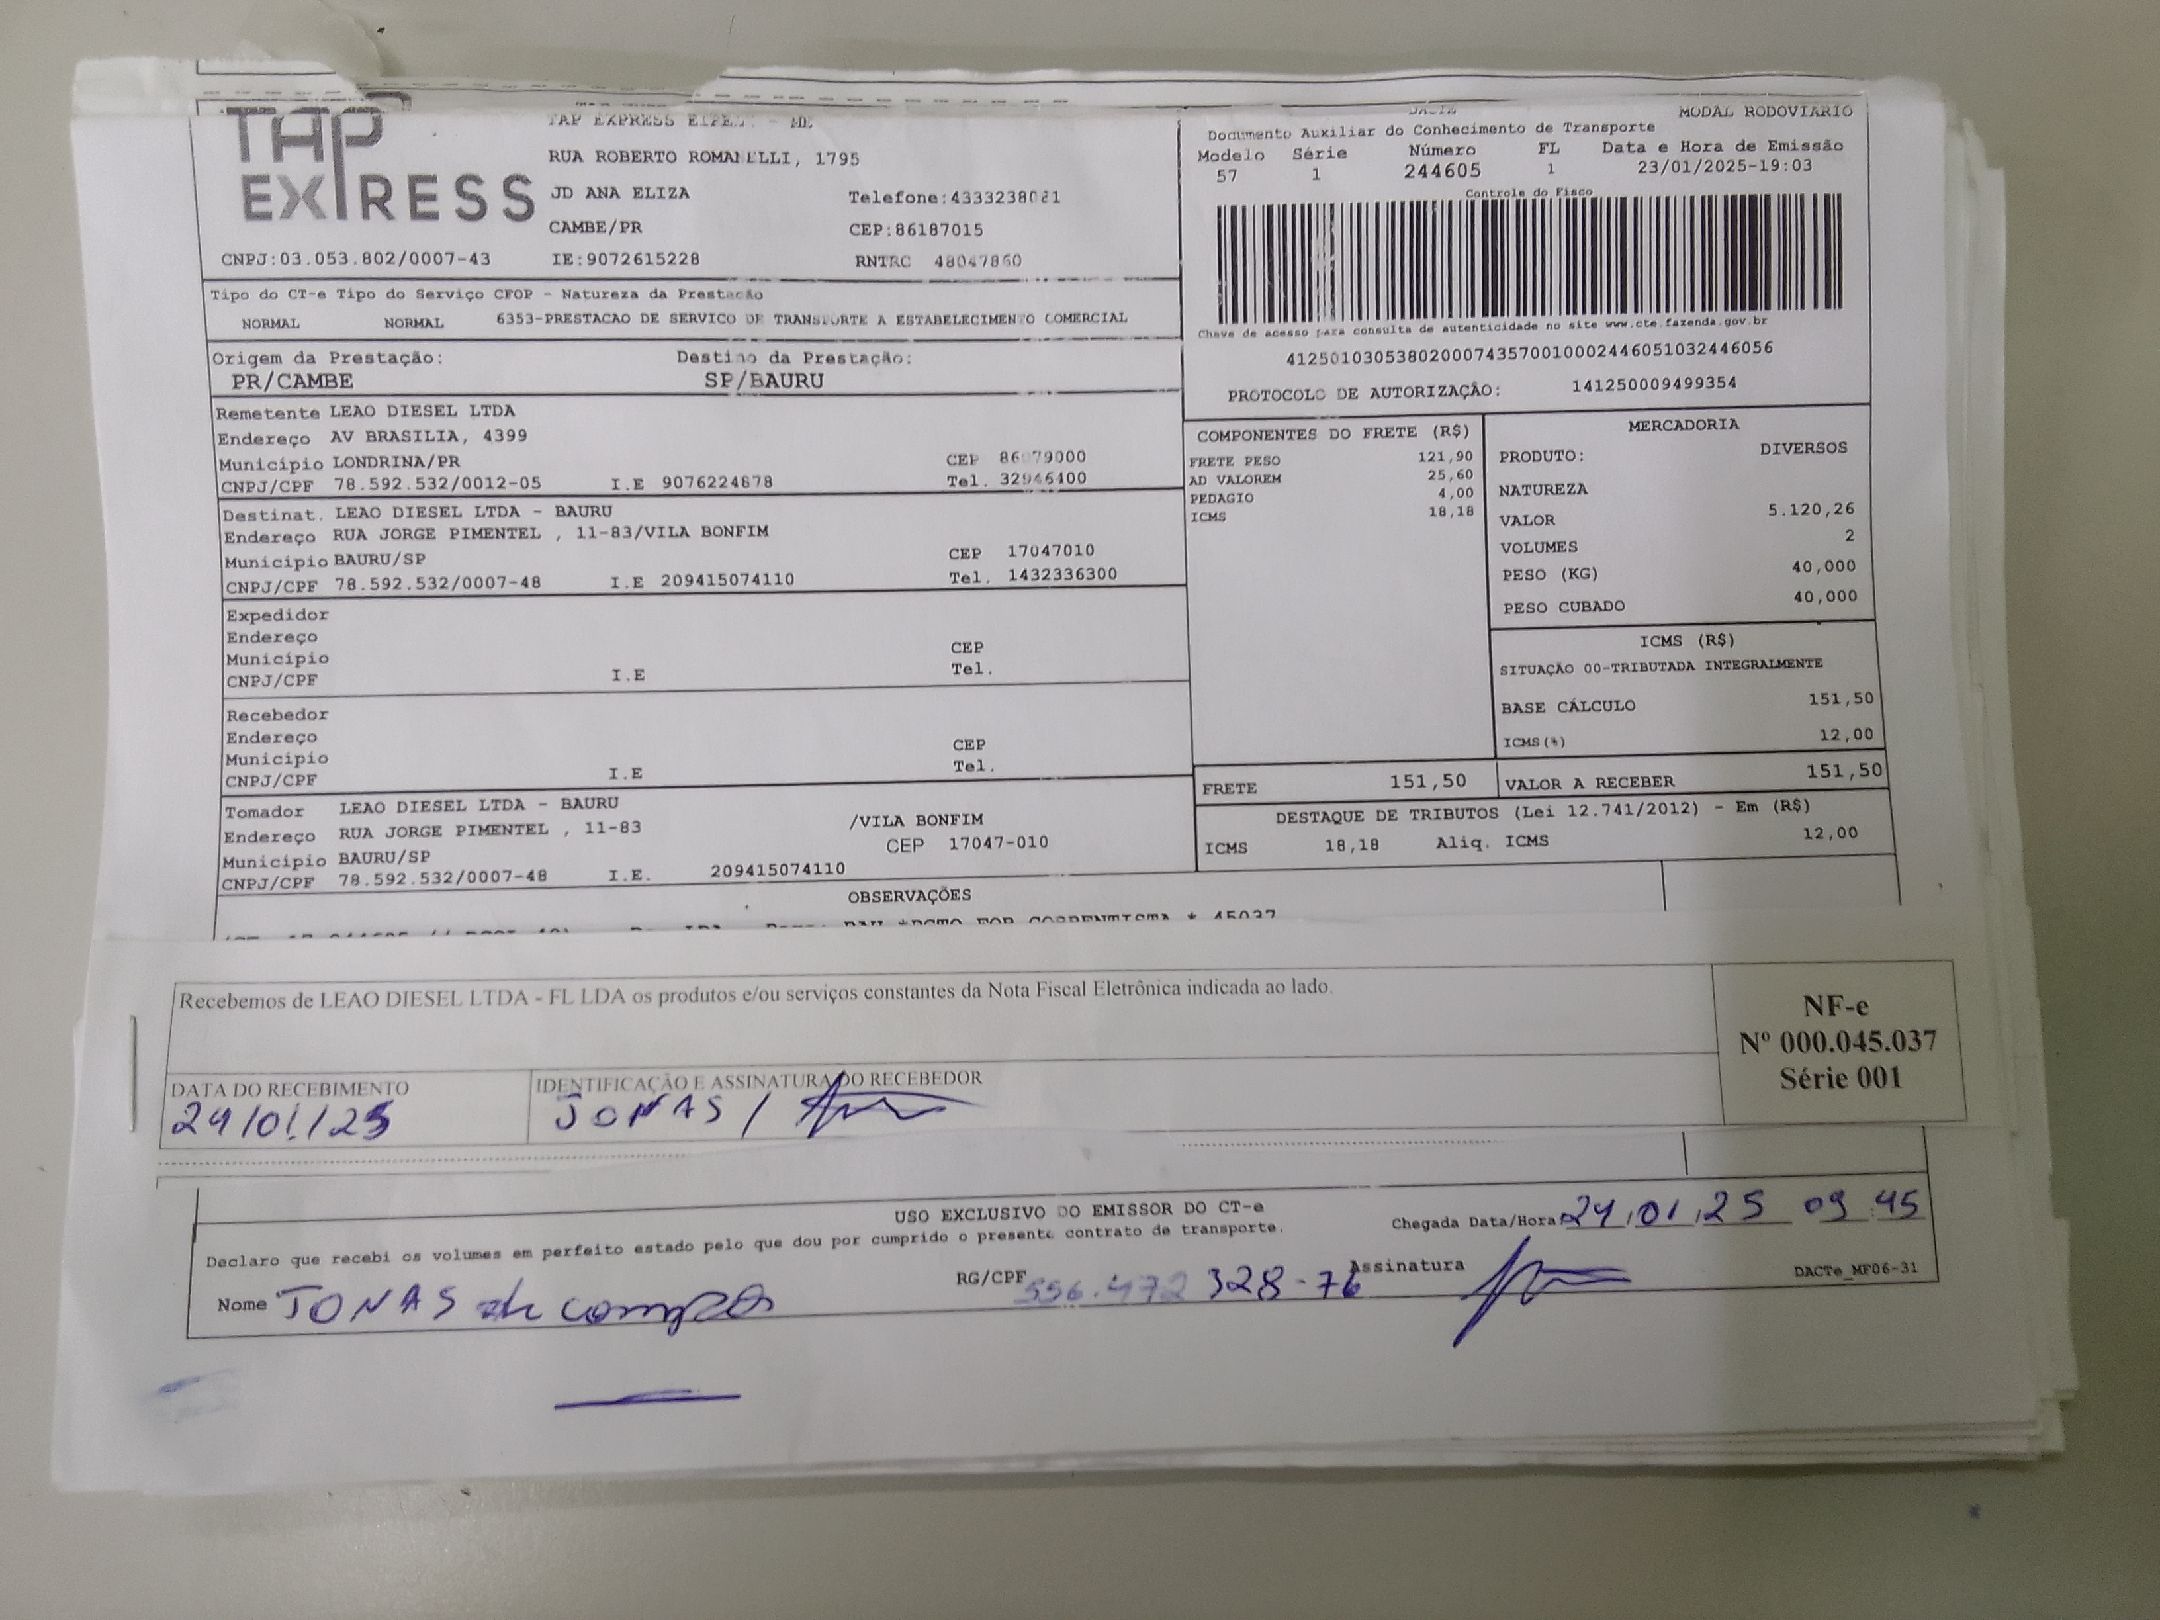 TAP
EXPRESS
TAP EXPRESS
RUA ROBERTO ROMANELLI, 1795
JD ANA ELIZA Telefone:4333238081
CAMBE/PR CEP:86187015
CNPJ:03.053.802/0007-43 IE:9072615228 RNTRC 48047860
MODAL RODOVIARIO
Documento Auxiliar do Conhecimento de Transporte
Modelo Série Número FL Data e Hora de Emissão
57 1 244605 1 23/01/2025-19:03
Controle do Fisco
Chave de acesso para consulta de autenticidade no site www.cte.fazenda.gov.br
41250103053802000743570010002446051032446056
PROTOCOLO DE AUTORIZAÇÃO: 141250009499354
Tipo do CT-e Tipo do Serviço CFOP - Natureza da Prestacão
NORMAL NORMAL 6353-PRESTACAO DE SERVICO DE TRANSPORTE A ESTABELECIMENTO COMERCIAL
Origem da Prestação: Destino da Prestação:
PR/CAMBE SP/BAURU
Remetente LEAO DIESEL LTDA
Endereço AV BRASILIA, 4399
Município LONDRINA/PR CEP 86079000
CNPJ/CPF 78.592.532/0012-05 I.E 9076224878 Tel. 32946400
Destinat. LEAO DIESEL LTDA - BAURU
Endereço RUA JORGE PIMENTEL , 11-83/VILA BONFIM
Município BAURU/SP CEP 17047010
CNPJ/CPF 78.592.532/0007-48 I.E 209415074110 Tel. 1432336300
Expedidor
Endereço
Município CEP
CNPJ/CPF I.E Tel.
Recebedor
Endereço
Município CEP
CNPJ/CPF I.E Tel.
Tomador LEAO DIESEL LTDA - BAURU
Endereço RUA JORGE PIMENTEL , 11-83 /VILA BONFIM
Município BAURU/SP CEP 17047-010
CNPJ/CPF 78.592.532/0007-48 I.E. 209415074110
COMPONENTES DO FRETE (R$)
FRETE PESO 121,90
AD VALOREM 25,60
PEDAGIO 4,00
ICMS 18,18
MERCADORIA
PRODUTO: DIVERSOS
NATUREZA
VALOR 5.120,26
VOLUMES 2
PESO (KG) 40,000
PESO CUBADO 40,000
ICMS (R$)
SITUAÇÃO 00-TRIBUTADA INTEGRALMENTE
BASE CÁLCULO 151,50
ICMS(%) 12,00
FRETE 151,50 VALOR A RECEBER 151,50
DESTAQUE DE TRIBUTOS (Lei 12.741/2012) - Em (R$)
ICMS 18,18 Aliq. ICMS 12,00
OBSERVAÇÕES
Recebemos de LEAO DIESEL LTDA - FL LDA os produtos e/ou serviços constantes da Nota Fiscal Eletrônica indicada ao lado.
NF-e
Nº 000.045.037
Série 001
DATA DO RECEBIMENTO IDENTIFICAÇÃO E ASSINATURA DO RECEBEDOR
24/01/25 JONAS /
USO EXCLUSIVO DO EMISSOR DO CT-e
Declaro que recebi os volumes em perfeito estado pelo que dou por cumprido o presente contrato de transporte.
Chegada Data/Hora 24,01,25 09:45
Nome JONAS de campos RG/CPF 556.472 328-76 Assinatura DACTe_MF06-31